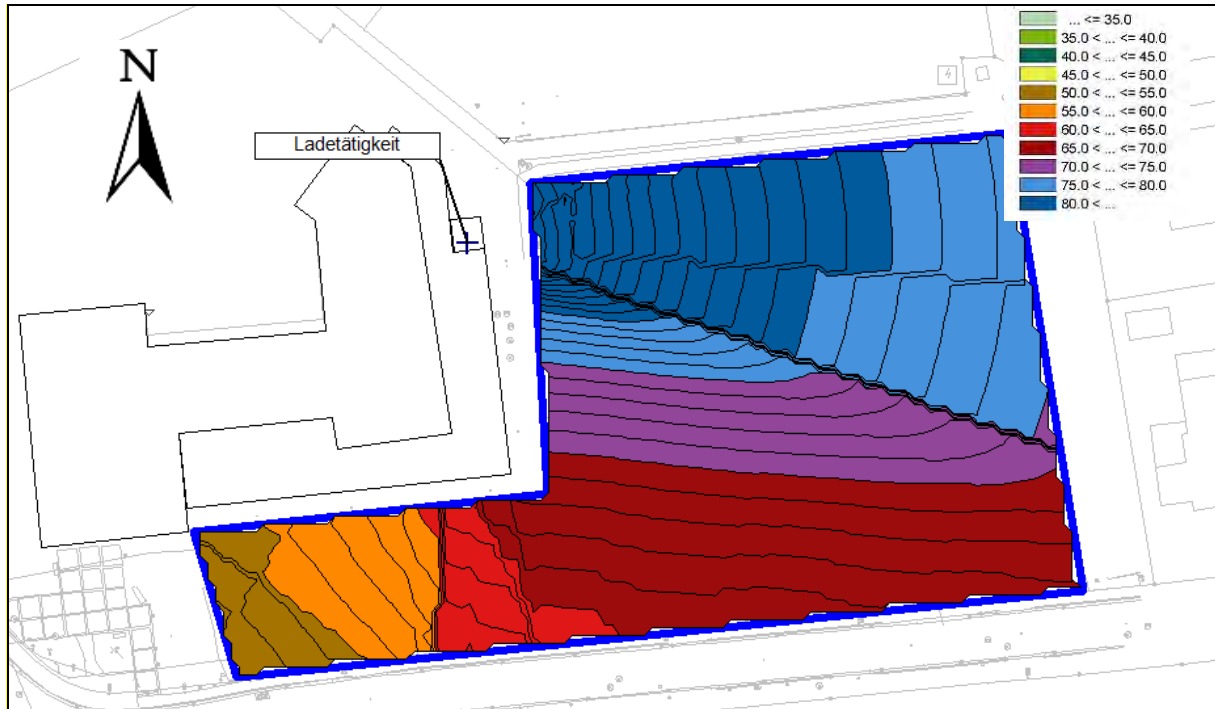 N
Ladetätigkeit
... <= 35.0
35.0 < ... <= 40.0
40.0 < ... <= 45.0
45.0 < ... <= 50.0
50.0 < ... <= 55.0
55.0 < ... <= 60.0
60.0 < ... <= 65.0
65.0 < ... <= 70.0
70.0 < ... <= 75.0
75.0 < ... <= 80.0
80.0 < ...